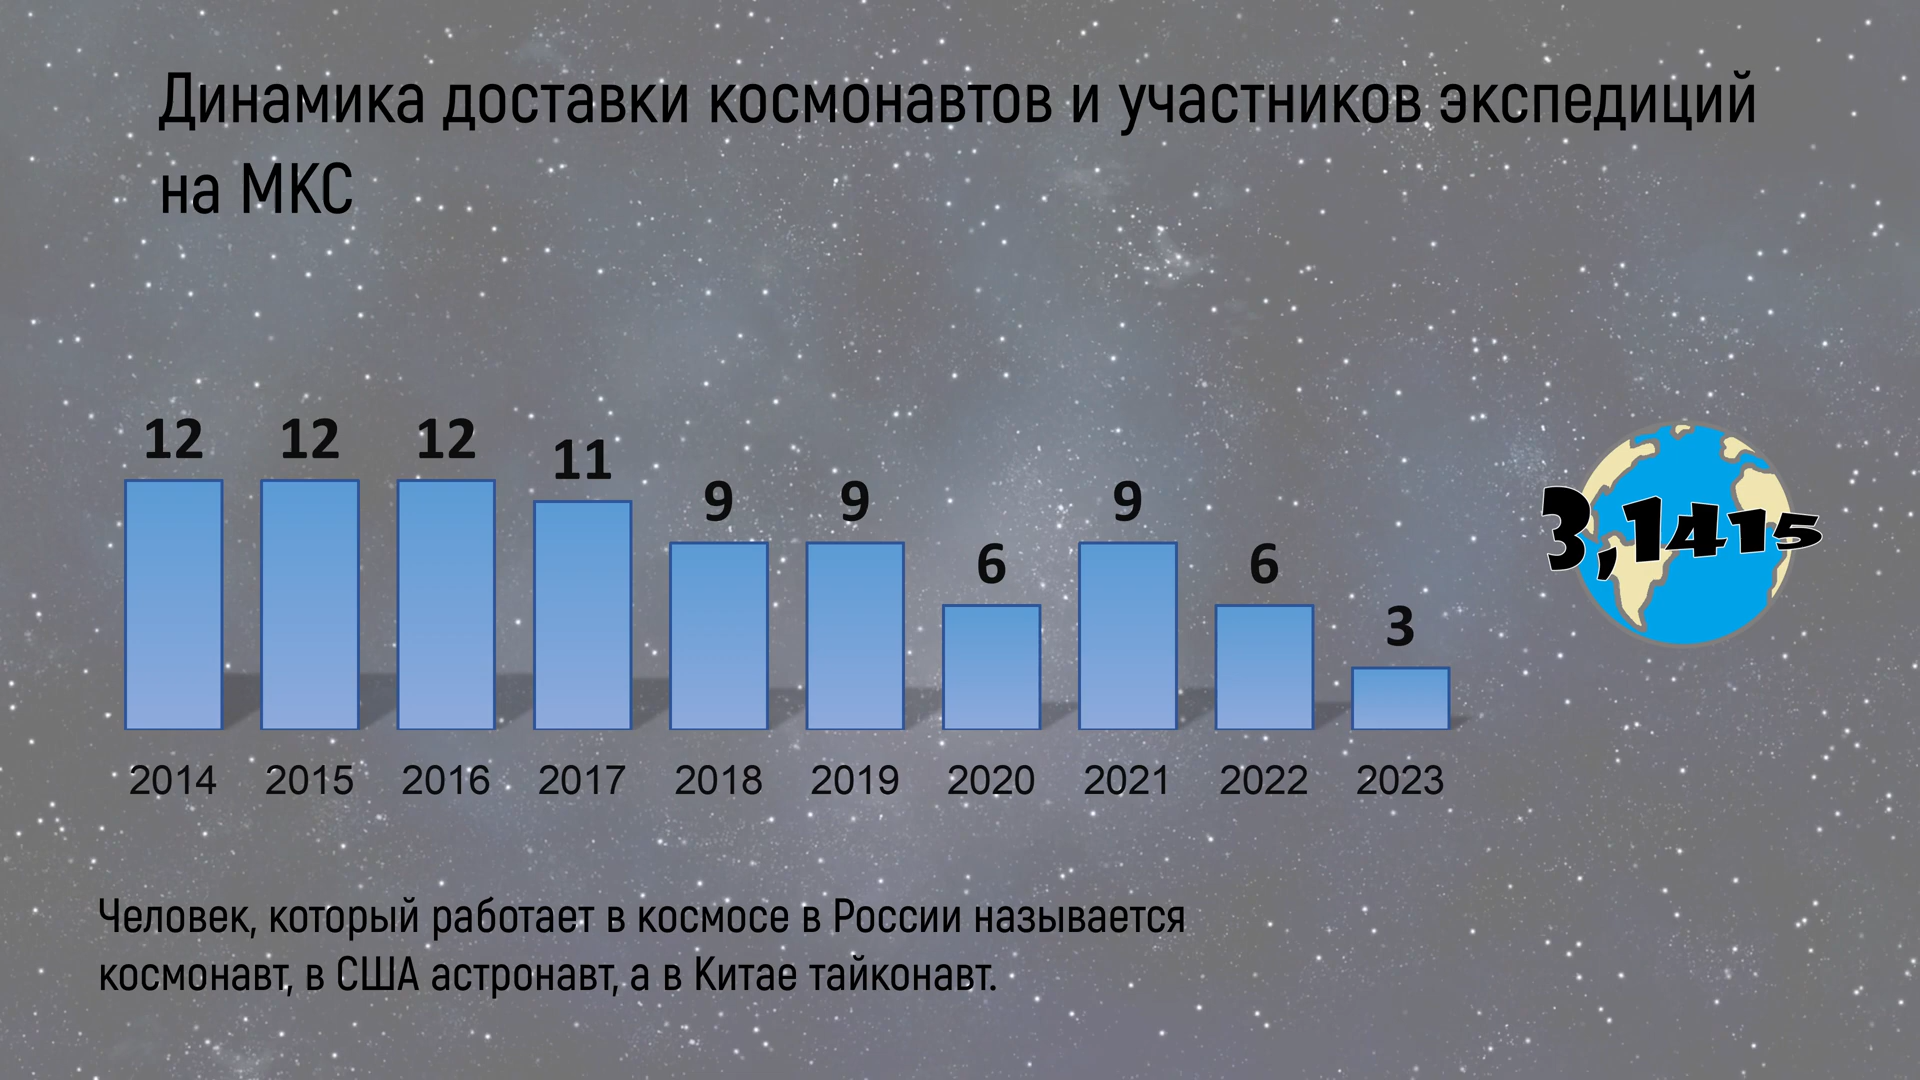 Динамика доставки космонавтов и участников экспедиций
на МКС
12 12 12 11 9 9 6 9 6 3
3,1415
2014 2015 2016 2017 2018 2019 2020 2021 2022 2023
Человек, который работает в космосе в России называется
космонавт, в США астронавт, а в Китае тайконавт.